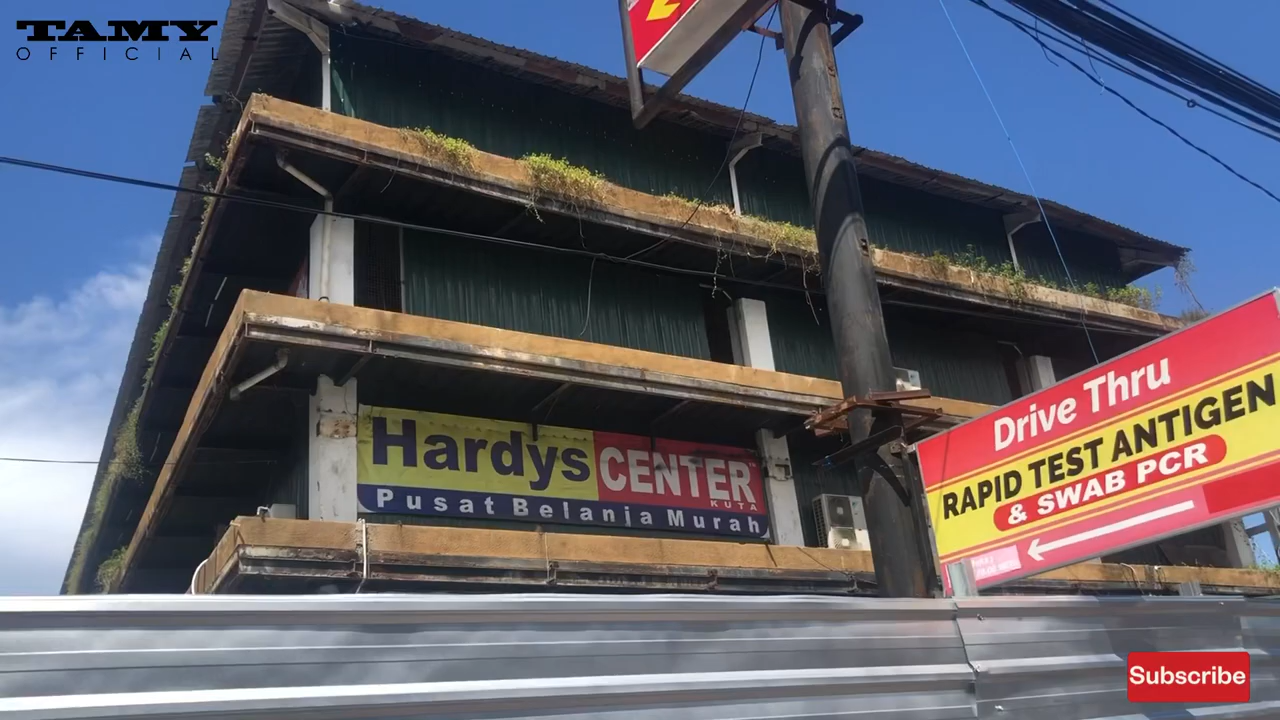 TAMY
OFFICIAL
Hardys CENTER
KUTA
Pusat Belanja Murah
Drive Thru
RAPID TEST ANTIGEN
& SWAB PCR
Subscribe